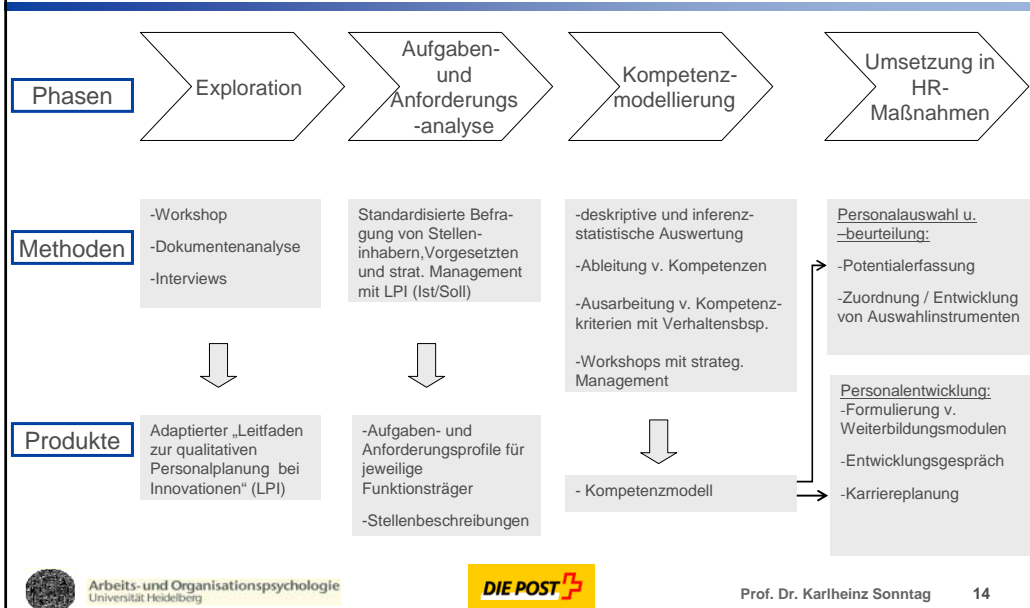 Phasen
Exploration
Aufgaben-
und
Anforderungs
-analyse
Kompetenz-
modellierung
Umsetzung in
HR-
Maßnahmen
Methoden
-Workshop
-Dokumentenanalyse
-Interviews
Standardisierte Befra-
gung von Stellen-
inhabern,Vorgesetzten
und strat. Management
mit LPI (Ist/Soll)
-deskriptive und inferenz-
statistische Auswertung
-Ableitung v. Kompetenzen
-Ausarbeitung v. Kompetenz-
kriterien mit Verhaltensbsp.
-Workshops mit strateg.
Management
Personalauswahl u.
–beurteilung:
-Potentialerfassung
-Zuordnung / Entwicklung
von Auswahlinstrumenten
Produkte
Adaptierter „Leitfaden
zur qualitativen
Personalplanung bei
Innovationen“ (LPI)
-Aufgaben- und
Anforderungsprofile für
jeweilige
Funktionsträger
-Stellenbeschreibungen
- Kompetenzmodell
Personalentwicklung:
-Formulierung v.
Weiterbildungsmodulen
-Entwicklungsgespräch
-Karriereplanung
Arbeits- und Organisationspsychologie
Universität Heidelberg
DIE POST
Prof. Dr. Karlheinz Sonntag 14